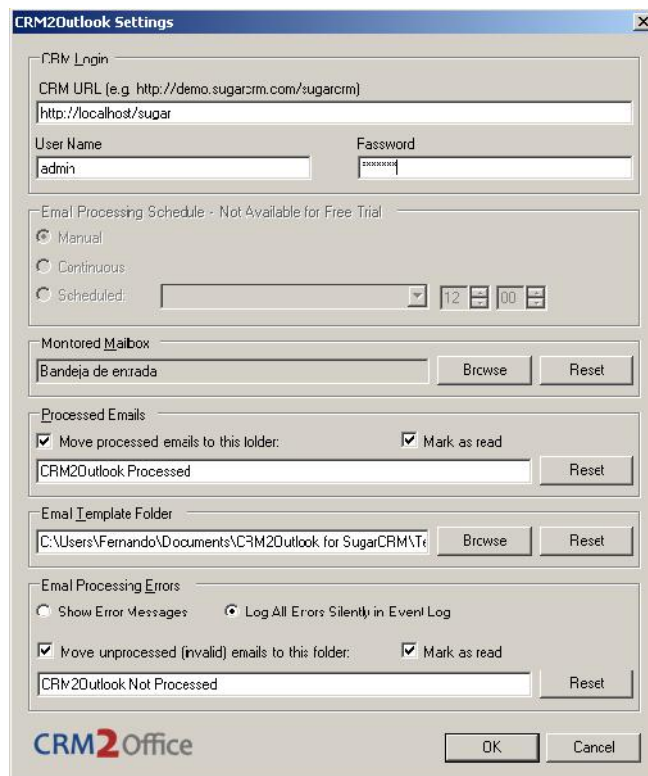 CRM2Outlook Settings
CRM Login
CRM URL (e.g. http://demo.sugarcrm.com/sugarcrm)
http://localhost/sugar
User Name Password
admin *******
Email Processing Schedule - Not Available for Free Trial
Manual
Continuous
Scheduled: 12 00
Monitored Mailbox
Bandeja de entrada Browse Reset
Processed Emails
Move processed emails to this folder: Mark as read
CRM2Outlook Processed Reset
Email Template Folder
C:\Users\Fernando\Documents\CRM2Outlook for SugarCRM\Te Browse Reset
Email Processing Errors
Show Error Messages Log All Errors Silently in Event Log
Move unprocessed (invalid) emails to this folder: Mark as read
CRM2Outlook Not Processed Reset
CRM2Office OK Cancel